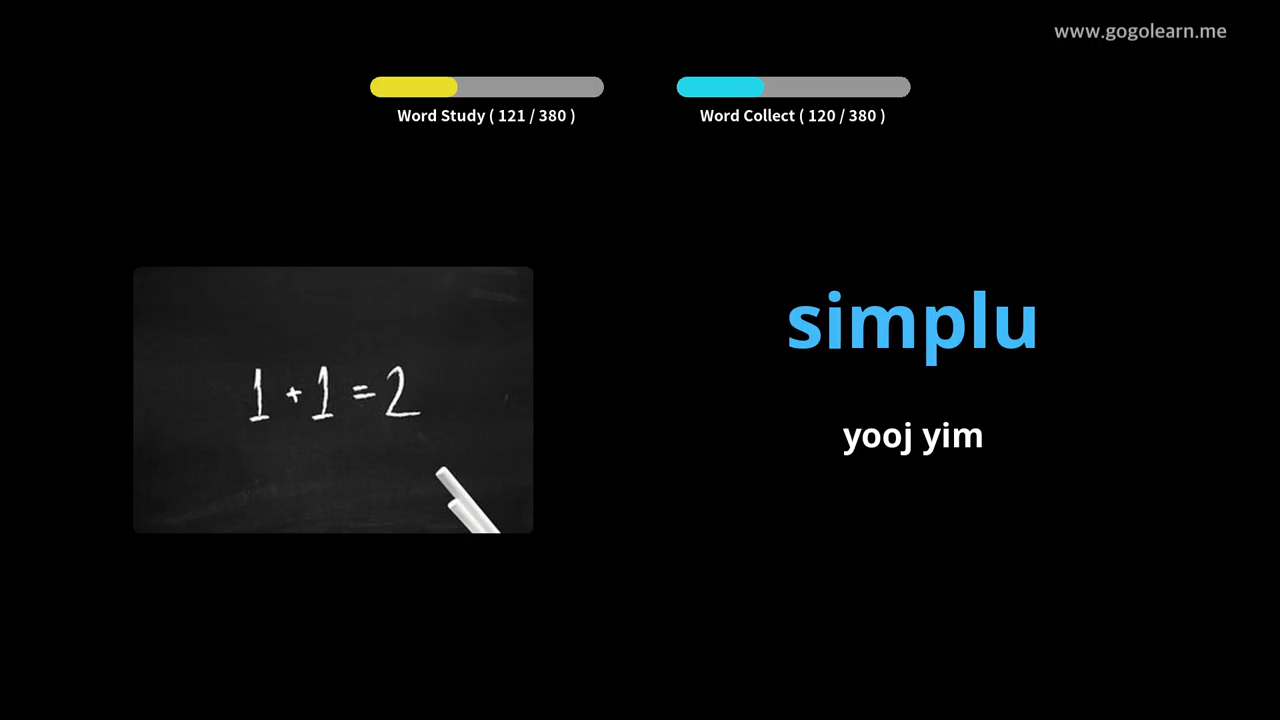 www.gogolearn.me
Word Study ( 121 / 380 )
Word Collect ( 120 / 380 )
1 + 1 = 2
simplu
yooj yim